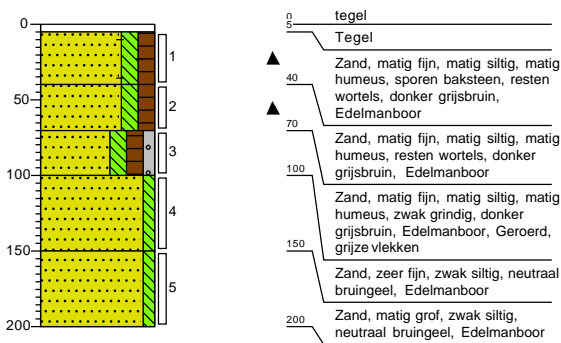 0
50
100
150
200
1
2
3
4
5
0
tegel
5
Tegel
Zand, matig fijn, matig siltig, matig
humeus, sporen baksteen, resten
wortels, donker grijsbruin,
Edelmanboor
40
Zand, matig fijn, matig siltig, matig
humeus, resten wortels, donker
grijsbruin, Edelmanboor
70
Zand, matig fijn, matig siltig, matig
humeus, zwak grindig, donker
grijsbruin, Edelmanboor, Geroerd,
grijze vlekken
100
Zand, zeer fijn, zwak siltig, neutraal
bruingeel, Edelmanboor
150
Zand, matig grof, zwak siltig,
neutraal bruingeel, Edelmanboor
200